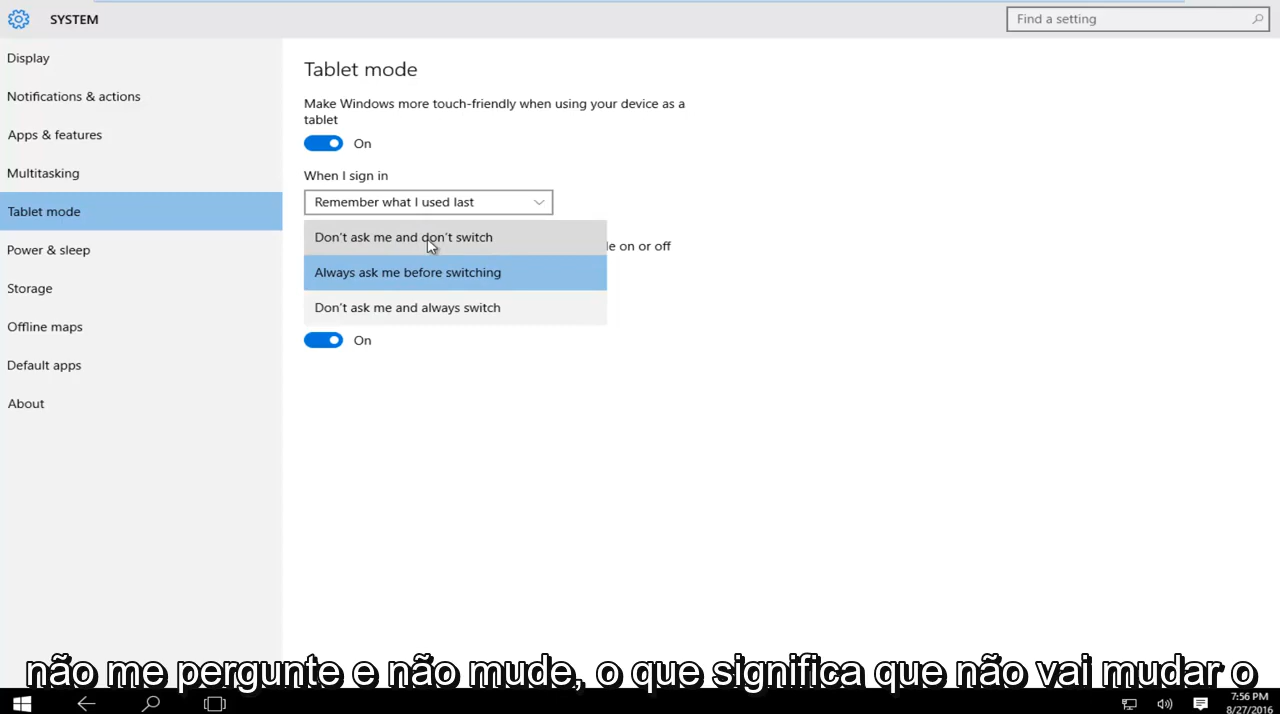 SYSTEM
Find a setting
Display
Notifications & actions
Apps & features
Multitasking
Tablet mode
Power & sleep
Storage
Offline maps
Default apps
About
Tablet mode
Make Windows more touch-friendly when using your device as a
tablet
On
When I sign in
Remember what I used last
Don't ask me and don't switch
le on or off
Always ask me before switching
Don't ask me and always switch
On
não me pergunte e não mude, o que significa que não vai mudar o
7:56 PM
8/27/2016